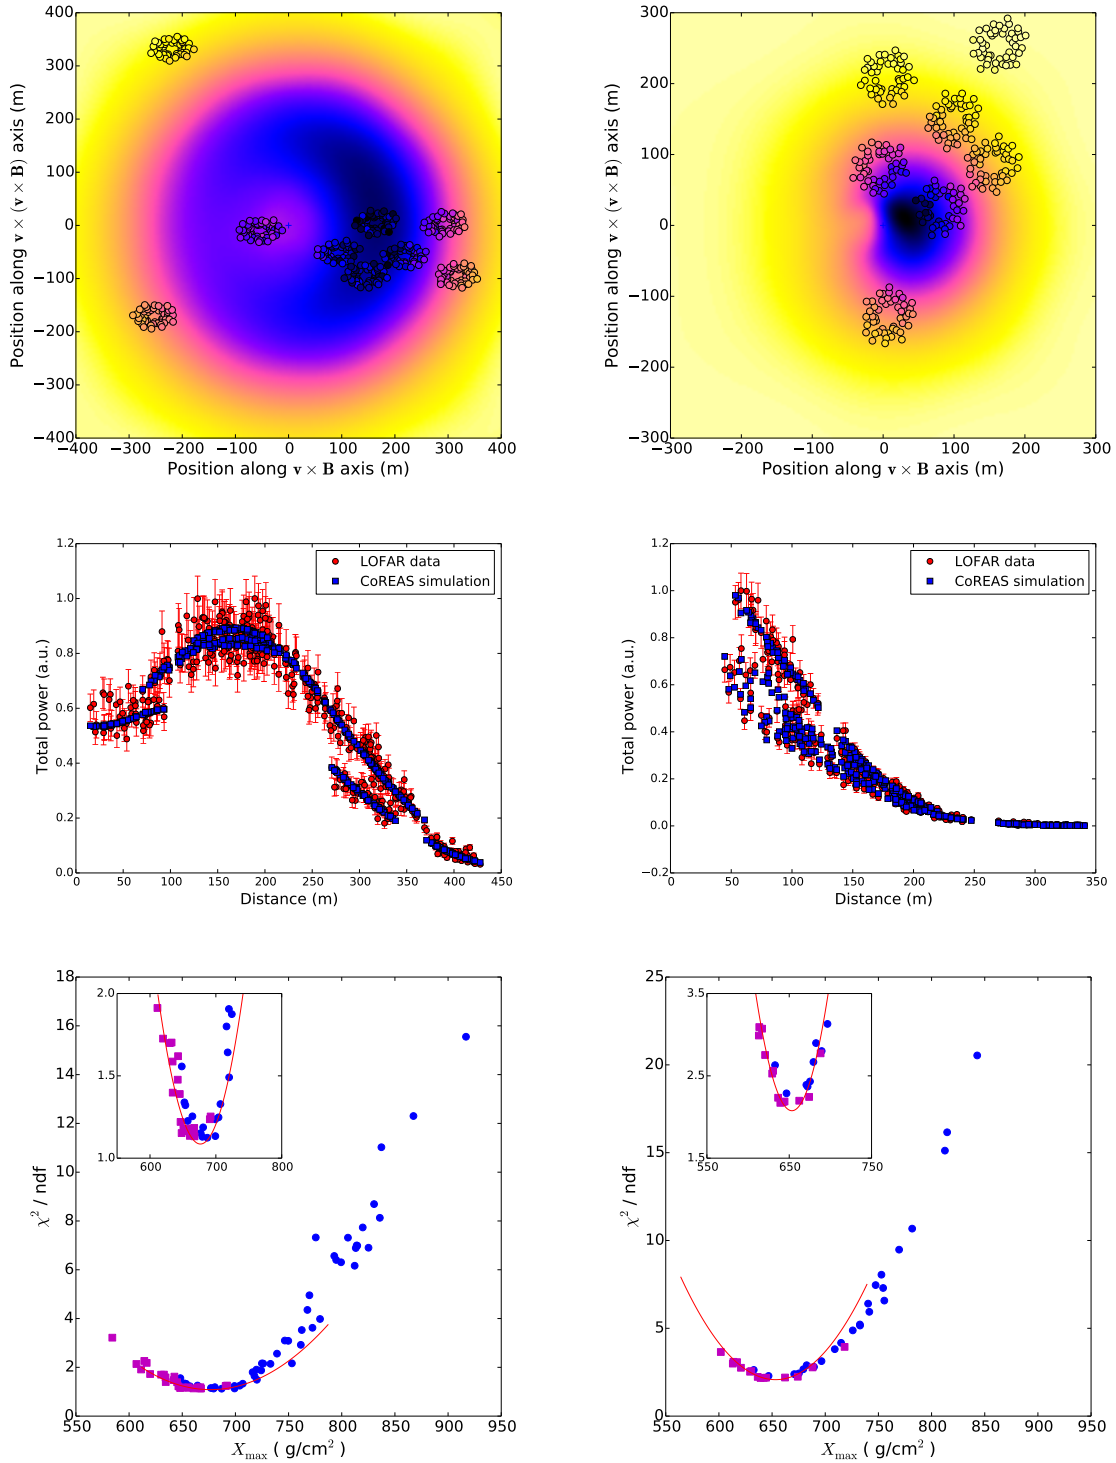 400
300
200
100
0
−100
−200
−300
−400
−400 −300 −200 −100 0 100 200 300 400
Position along v × B axis (m)
Position along v × (v × B) axis (m)
300
200
100
0
−100
−200
−300
−300 −200 −100 0 100 200 300
Position along v × B axis (m)
Position along v × (v × B) axis (m)
1.2
1.0
0.8
0.6
0.4
0.2
0.0
0 50 100 150 200 250 300 350 400 450
Distance (m)
Total power (a.u.)
LOFAR data
CoREAS simulation
1.2
1.0
0.8
0.6
0.4
0.2
0.0
−0.2
0 50 100 150 200 250 300 350
Distance (m)
Total power (a.u.)
LOFAR data
CoREAS simulation
18
16
14
12
10
8
6
4
2
0
550 600 650 700 750 800 850 900 950
X_max ( g/cm² )
χ² / ndf
2.0
1.5
1.0
600 700 800
25
20
15
10
5
0
550 600 650 700 750 800 850 900 950
X_max ( g/cm² )
χ² / ndf
3.5
2.5
1.5
550 650 750